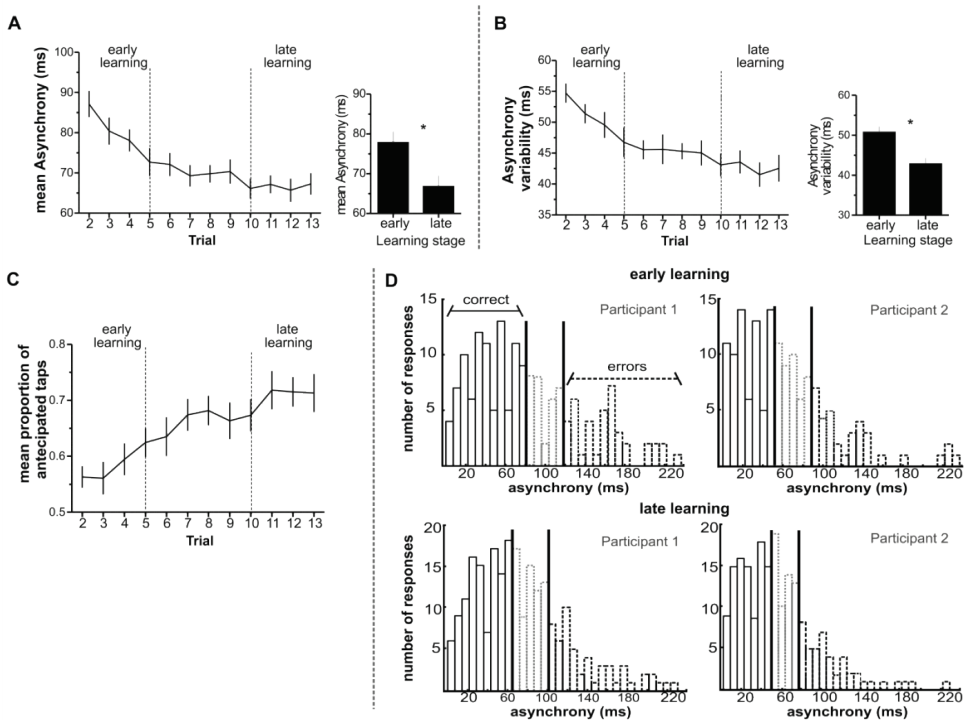 A
early
learning
late
learning
mean Asynchrony (ms)
100
90
80
70
60
2 3 4 5 6 7 8 9 10 11 12 13
Trial
mean Asynchrony (ms)
90
80
70
60
*
early late
Learning stage
B
early
learning
late
learning
Asynchrony
variability (ms)
60
55
50
45
40
35
2 3 4 5 6 7 8 9 10 11 12 13
Trial
Asynchrony
variability (ms)
60
50
40
30
*
early late
Learning stage
C
early
learning
late
learning
mean proportion of
antecipated taps
0.8
0.7
0.6
0.5
2 3 4 5 6 7 8 9 10 11 12 13
Trial
D
early learning
number of responses
15
10
5
correct
Participant 1
errors
20 60 100 140 180 220
asynchrony (ms)
15
10
5
Participant 2
20 60 100 140 180 220
asynchrony (ms)
late learning
number of responses
20
15
10
5
Participant 1
20 60 100 140 180 220
asynchrony (ms)
20
15
10
5
Participant 2
20 60 100 140 180 220
asynchrony (ms)